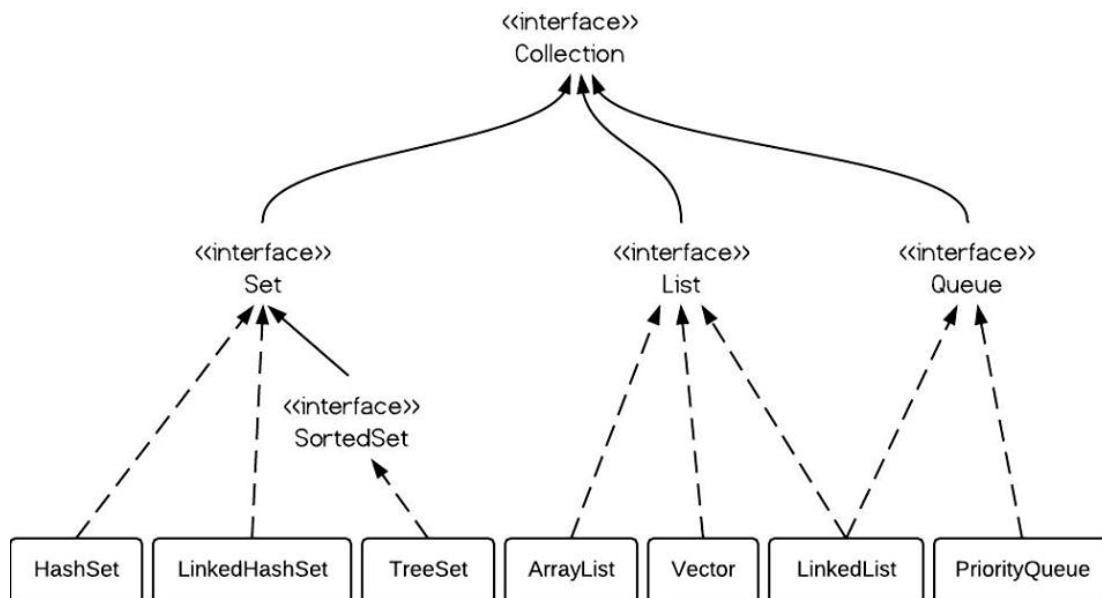 <<interface>>
Collection
<<interface>>
Set
<<interface>>
List
<<interface>>
Queue
<<interface>>
SortedSet
HashSet
LinkedHashSet
TreeSet
ArrayList
Vector
LinkedList
PriorityQueue